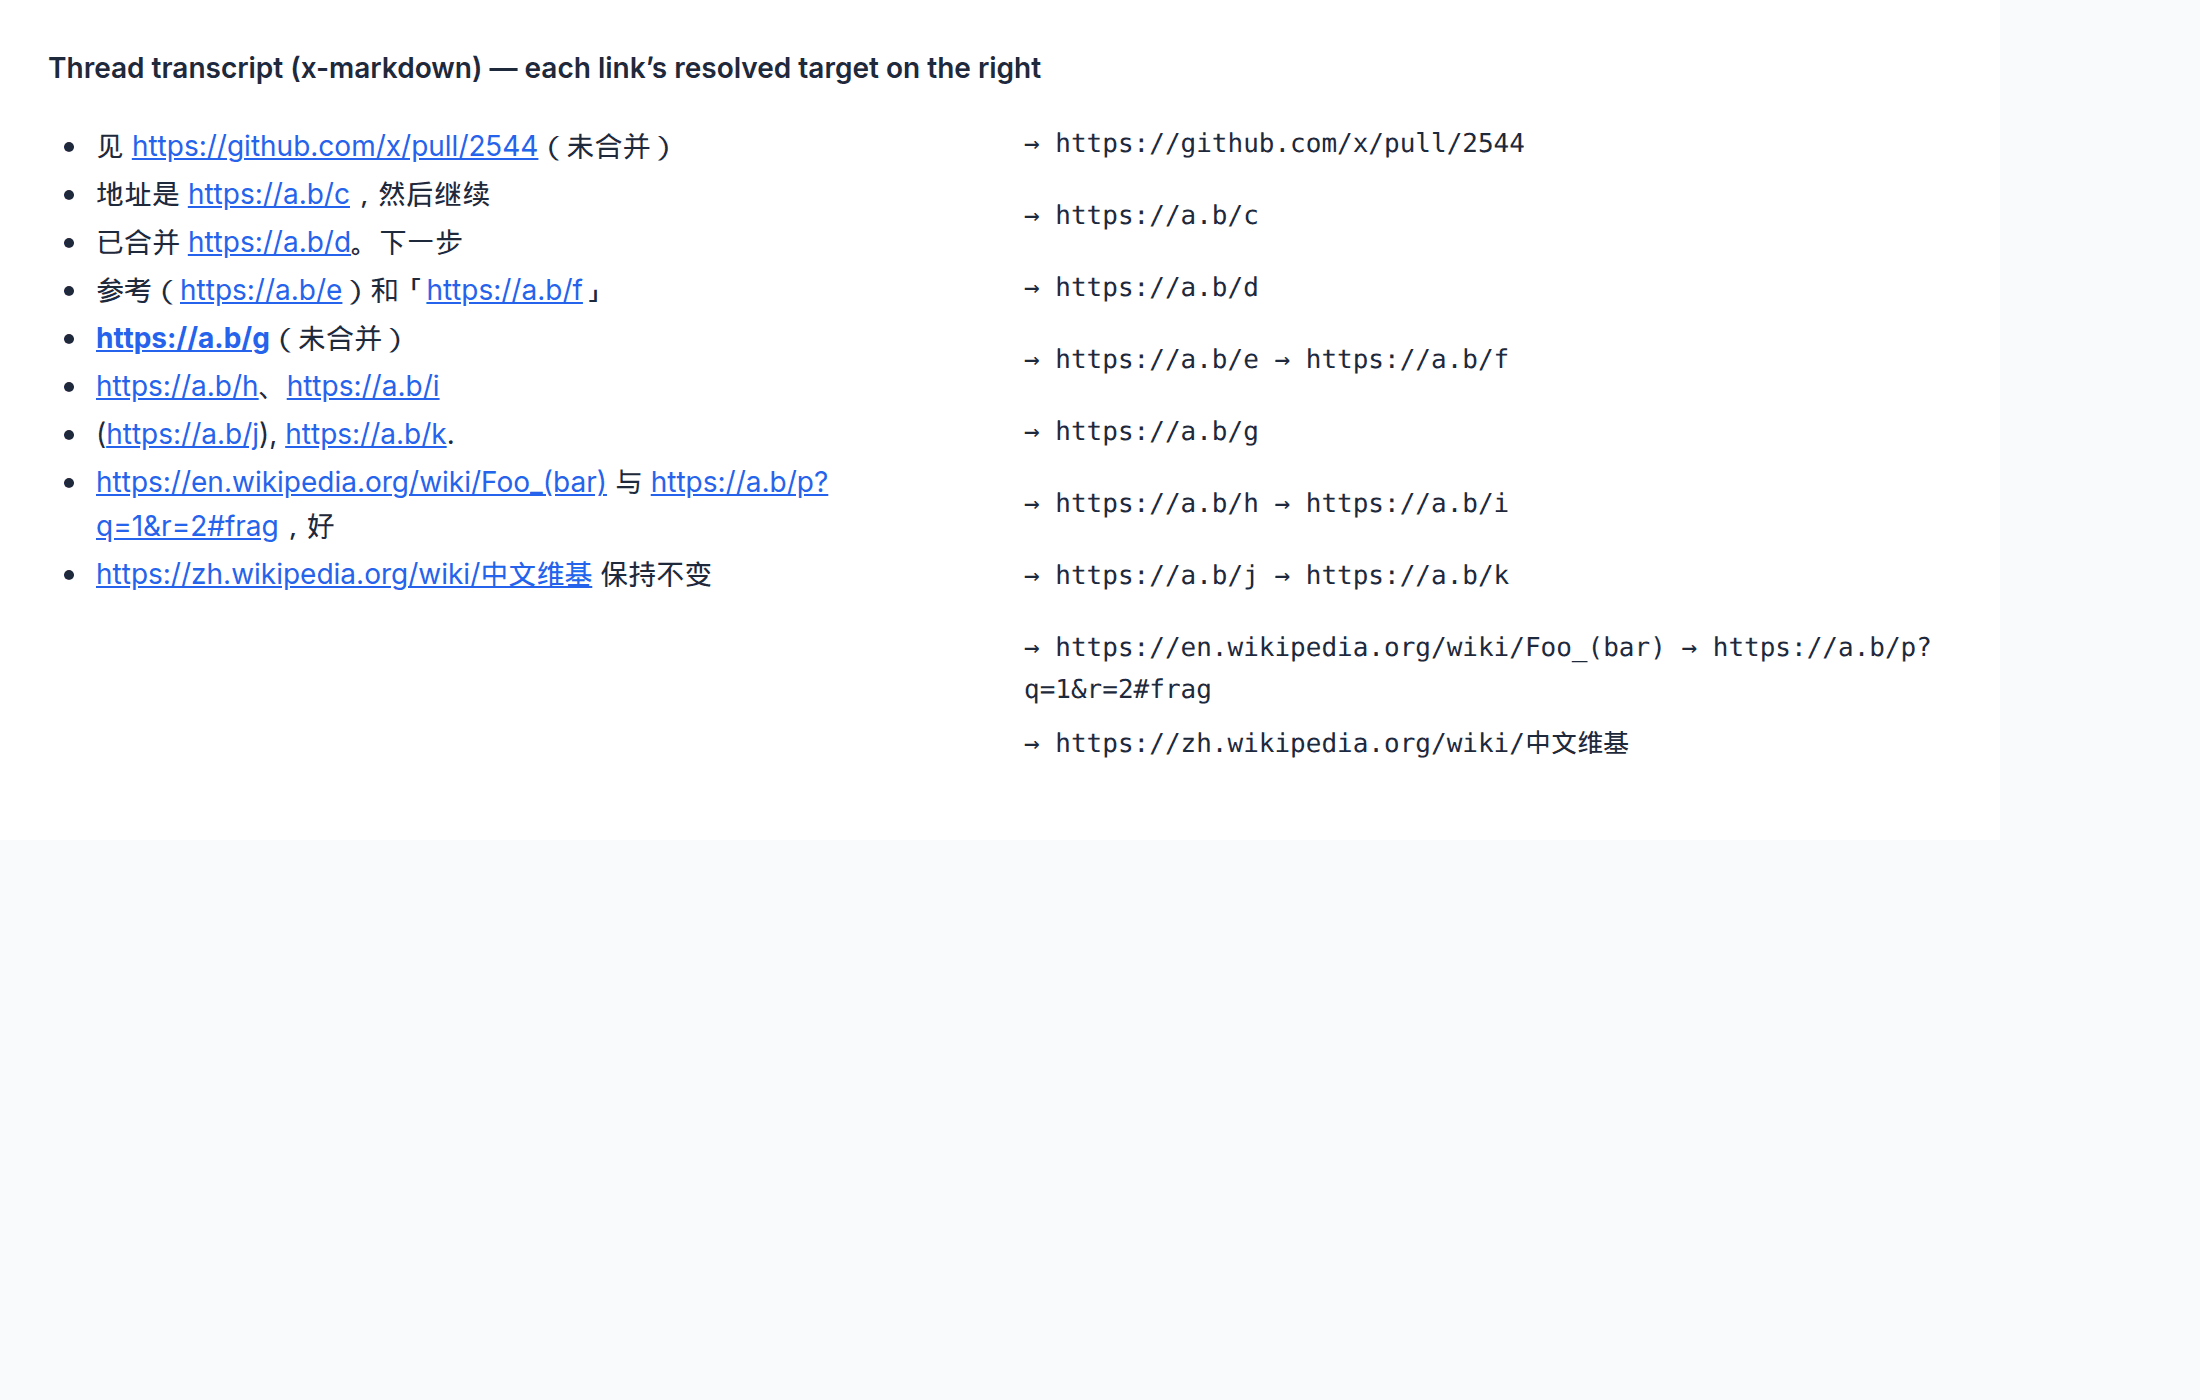 Thread transcript (x-markdown) — each link’s resolved target on the right
• 见 https://github.com/x/pull/2544（未合并）
• 地址是 https://a.b/c，然后继续
• 已合并 https://a.b/d。下一步
• 参考（https://a.b/e）和「https://a.b/f」
• https://a.b/g（未合并）
• https://a.b/h、https://a.b/i
• (https://a.b/j), https://a.b/k.
• https://en.wikipedia.org/wiki/Foo_(bar) 与 https://a.b/p?
q=1&r=2#frag，好
• https://zh.wikipedia.org/wiki/中文维基 保持不变
→ https://github.com/x/pull/2544
→ https://a.b/c
→ https://a.b/d
→ https://a.b/e → https://a.b/f
→ https://a.b/g
→ https://a.b/h → https://a.b/i
→ https://a.b/j → https://a.b/k
→ https://en.wikipedia.org/wiki/Foo_(bar) → https://a.b/p?
q=1&r=2#frag
→ https://zh.wikipedia.org/wiki/中文维基